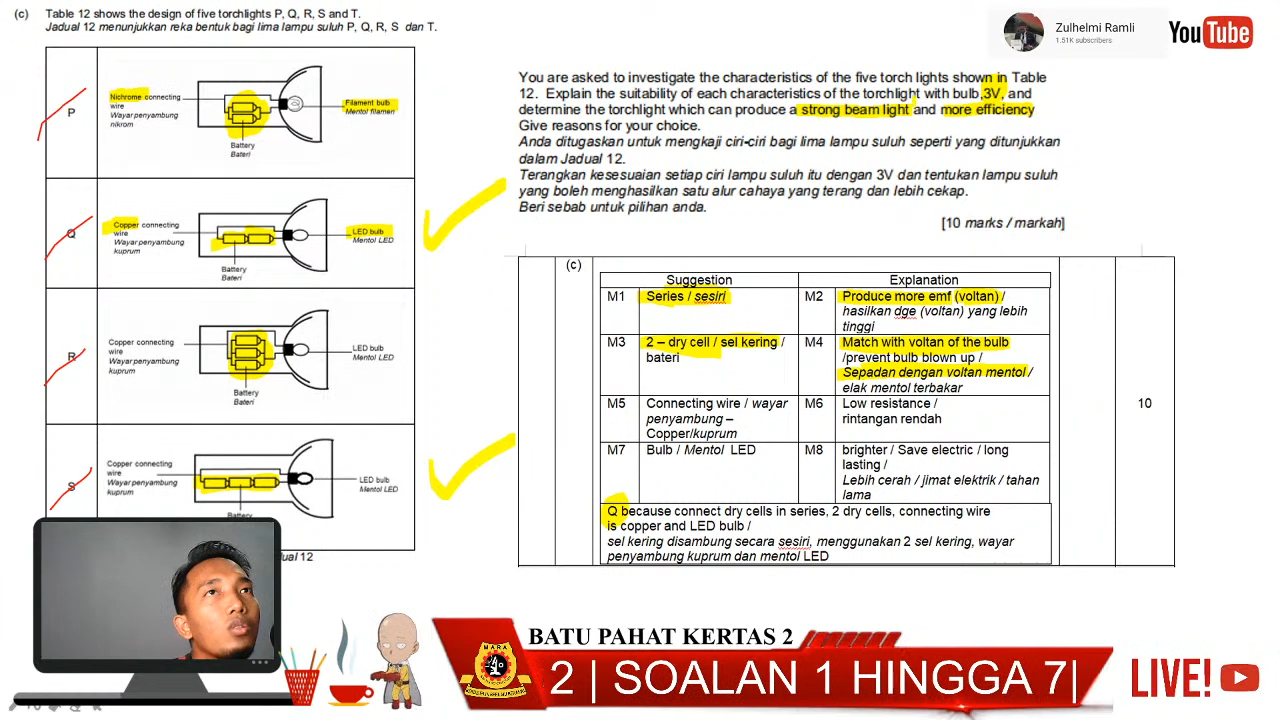 (c) Table 12 shows the design of five torchlights P, Q, R, S and T.
Jadual 12 menunjukkan reka bentuk bagi lima lampu suluh P, Q, R, S dan T.
P
Nichrome connecting
wire
Wayar penyambung
nikrom
Filament bulb
Mentol filamen
Battery
Bateri
Q
Copper connecting
wire
Wayar penyambung
kuprum
LED bulb
Mentol LED
Battery
Bateri
R
Copper connecting
wire
Wayar penyambung
kuprum
LED bulb
Mentol LED
Battery
Bateri
S
Copper connecting
wire
Wayar penyambung
kuprum
LED bulb
Mentol LED
Battery
dual 12
Zulhelmi Ramli
1.51K subscribers
YouTube
You are asked to investigate the characteristics of the five torch lights shown in Table
12. Explain the suitability of each characteristics of the torchlight with bulb,3V, and
determine the torchlight which can produce a strong beam light and more efficiency
Give reasons for your choice.
Anda ditugaskan untuk mengkaji ciri-ciri bagi lima lampu suluh seperti yang ditunjukkan
dalam Jadual 12.
Terangkan kesesuaian setiap ciri lampu suluh itu dengan 3V dan tentukan lampu suluh
yang boleh menghasilkan satu alur cahaya yang terang dan lebih cekap.
Beri sebab untuk pilihan anda.
[10 marks / markah]
(c)
Suggestion Explanation
M1 Series / sesiri M2 Produce more emf (voltan) /
hasilkan dge (voltan) yang lebih
tinggi
M3 2 – dry cell / sel kering / M4 Match with voltan of the bulb
bateri /prevent bulb blown up /
Sepadan dengan voltan mentol /
elak mentol terbakar
M5 Connecting wire / wayar M6 Low resistance /
penyambung – rintangan rendah
Copper/kuprum
10
M7 Bulb / Mentol LED M8 brighter / Save electric / long
lasting /
Lebih cerah / jimat elektrik / tahan
lama
Q because connect dry cells in series, 2 dry cells, connecting wire
is copper and LED bulb /
sel kering disambung secara sesiri, menggunakan 2 sel kering, wayar
penyambung kuprum dan mentol LED
BATU PAHAT KERTAS 2
MARA
2 | SOALAN 1 HINGGA 7|
LIVE!